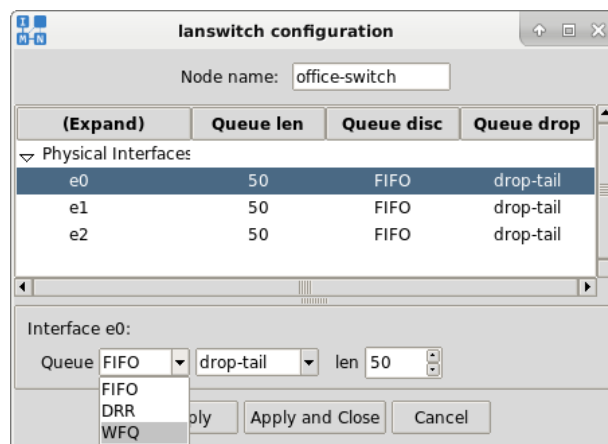 I
M N
lanswitch configuration
Node name: office-switch
(Expand) Queue len Queue disc Queue drop
Physical Interfaces
e0 50 FIFO drop-tail
e1 50 FIFO drop-tail
e2 50 FIFO drop-tail
Interface e0:
Queue FIFO drop-tail len 50
FIFO
DRR
WFQ
ply Apply and Close Cancel